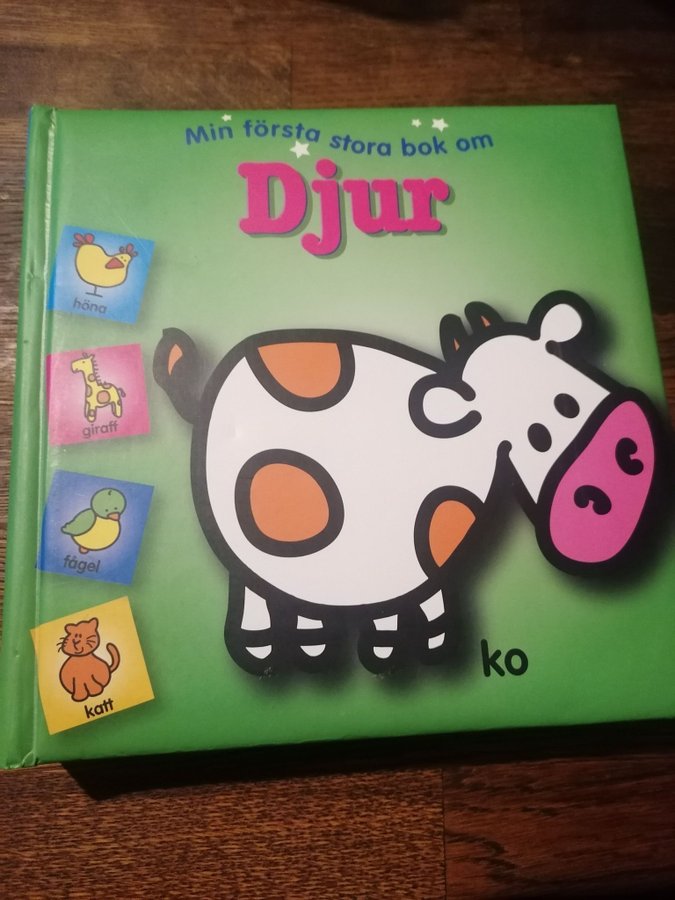 Min första stora bok om
Djur
höna
giraff
fågel
katt
ko